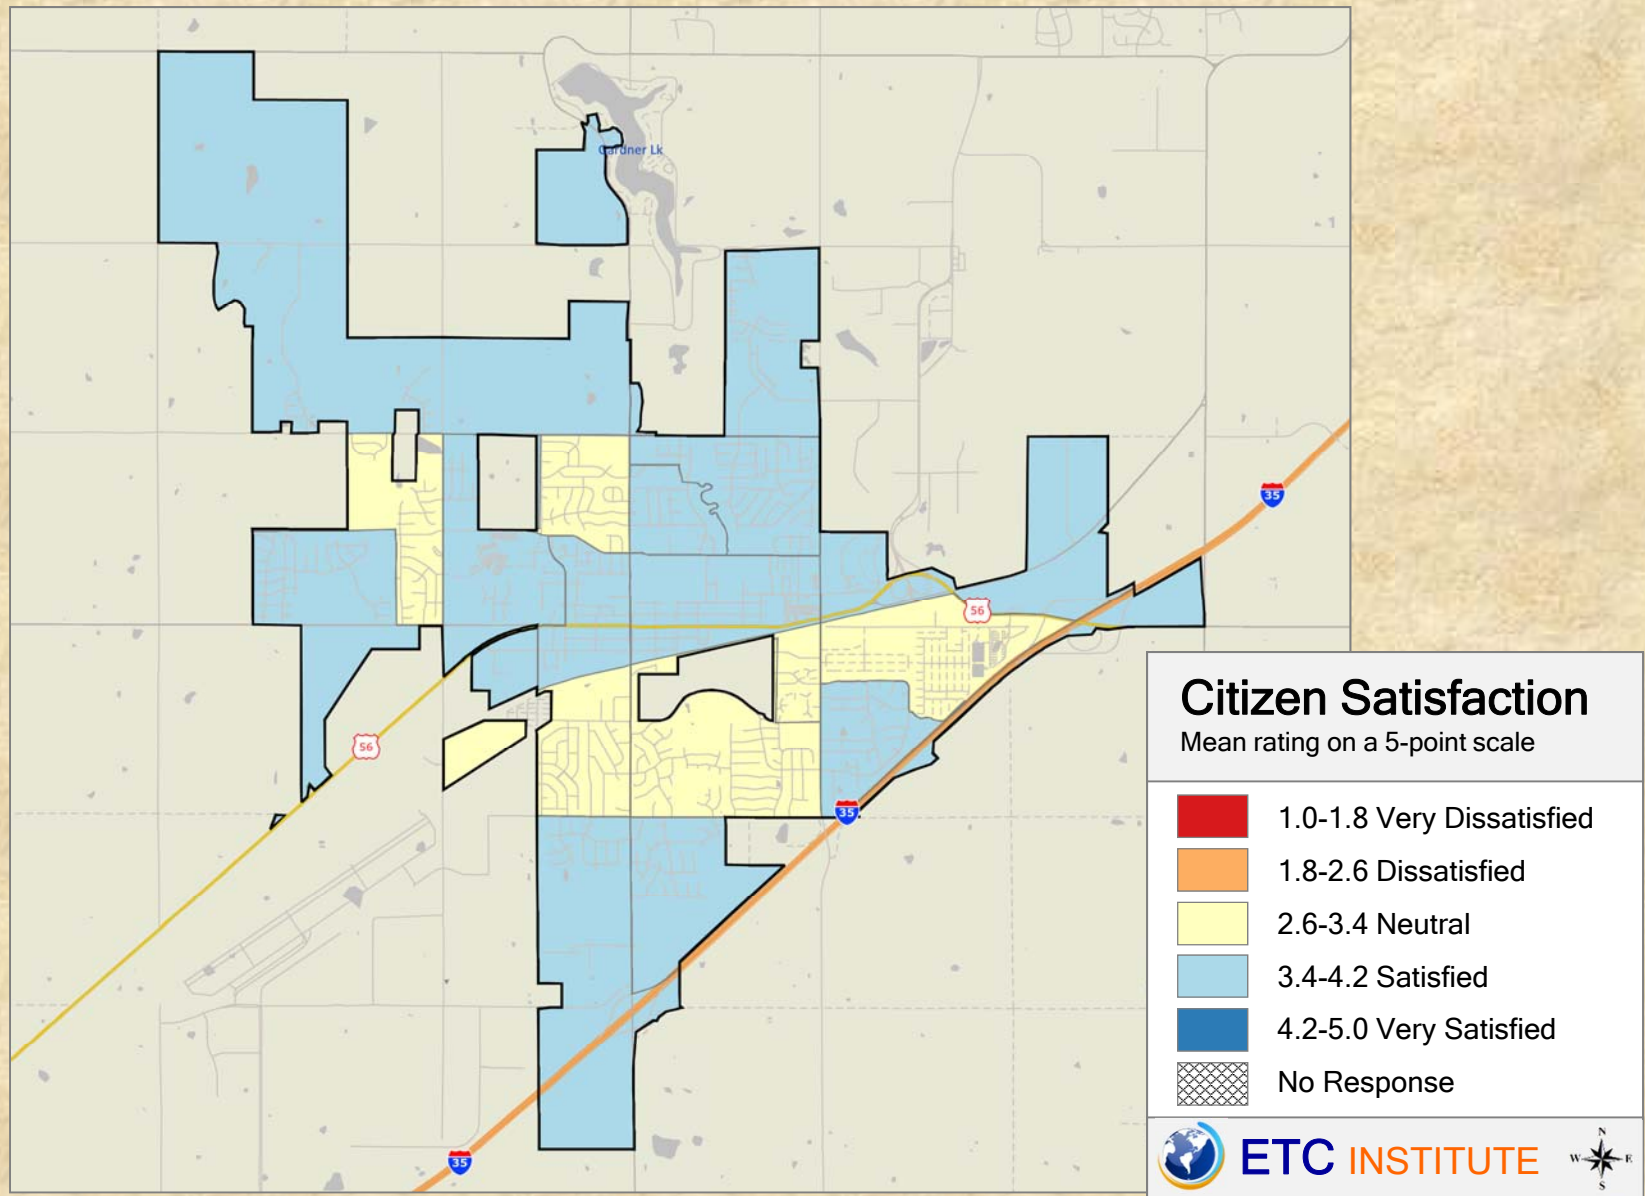 Gardner Lk
35
56
56
35
35
Citizen Satisfaction
Mean rating on a 5-point scale
1.0-1.8 Very Dissatisfied
1.8-2.6 Dissatisfied
2.6-3.4 Neutral
3.4-4.2 Satisfied
4.2-5.0 Very Satisfied
No Response
ETC INSTITUTE
N
W E
S